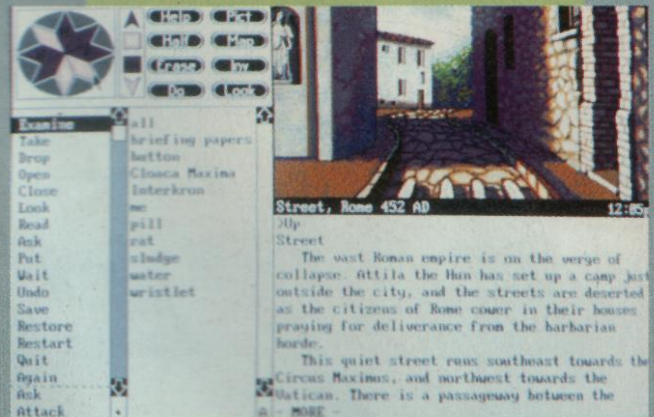 Help
Pict
Half
Map
Erase
Inv
Do
Look
Examine
Take
Drop
Open
Close
Look
Read
Ask
Put
Wait
Undo
Save
Restore
Restart
Quit
Again
Ask
Attack
all
briefing papers
button
Cloaca Maxima
Interkron
me
pill
rat
sludge
water
wristlet
Street, Rome 452 AD
12:05
>Up
Street
The vast Roman empire is on the verge of
collapse. Attila the Hun has set up a camp just
outside the city, and the streets are deserted
as the citizens of Rome cower in their houses
praying for deliverance from the barbarian
horde.
This quiet street runs southeast towards the
Circus Maximus, and northwest towards the
Vatican. There is a passageway between the
- MORE -